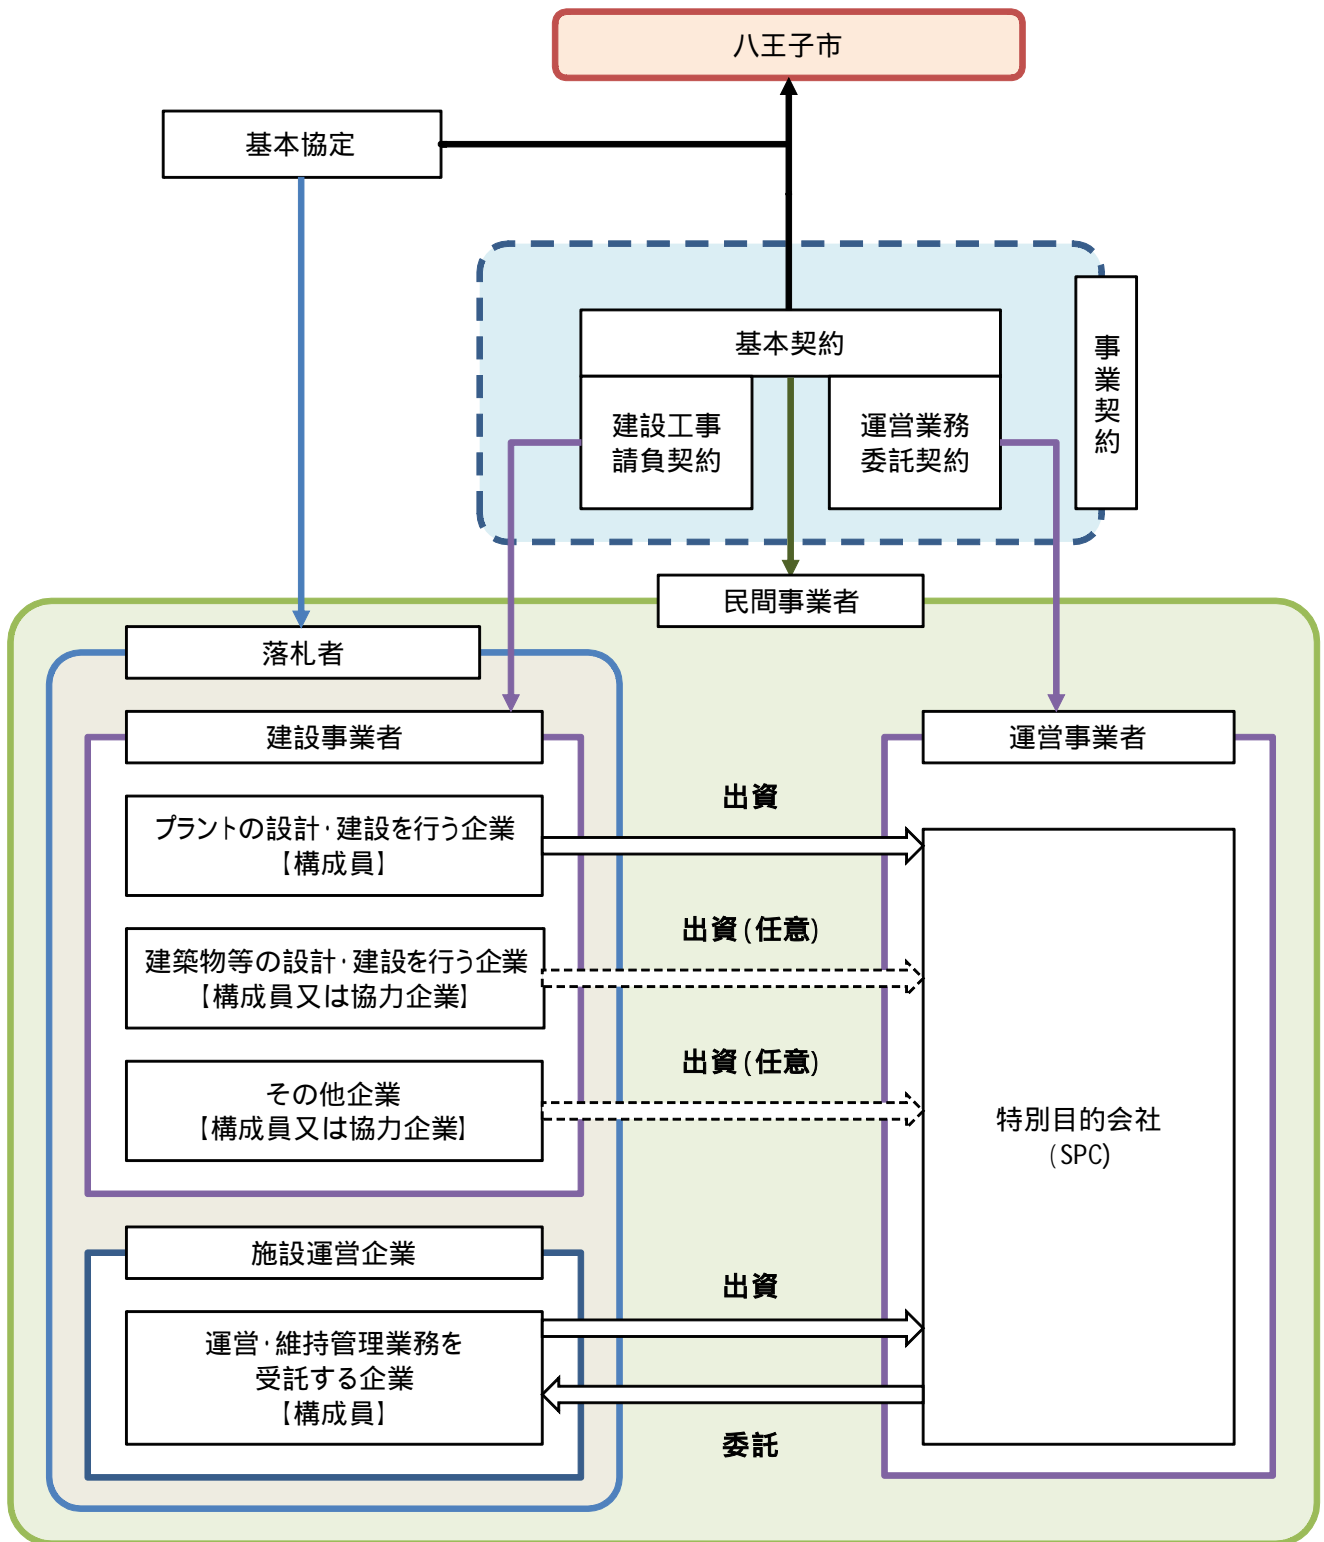 八王子市
基本協定
基本契約
事業契約
建設工事
請負契約
運営業務
委託契約
民間事業者
落札者
建設事業者
運営事業者
出資
プラントの設計・建設を行う企業
【構成員】
出資(任意)
建築物等の設計・建設を行う企業
【構成員又は協力企業】
出資(任意)
その他企業
【構成員又は協力企業】
特別目的会社
(SPC)
施設運営企業
出資
運営・維持管理業務を
受託する企業
【構成員】
委託